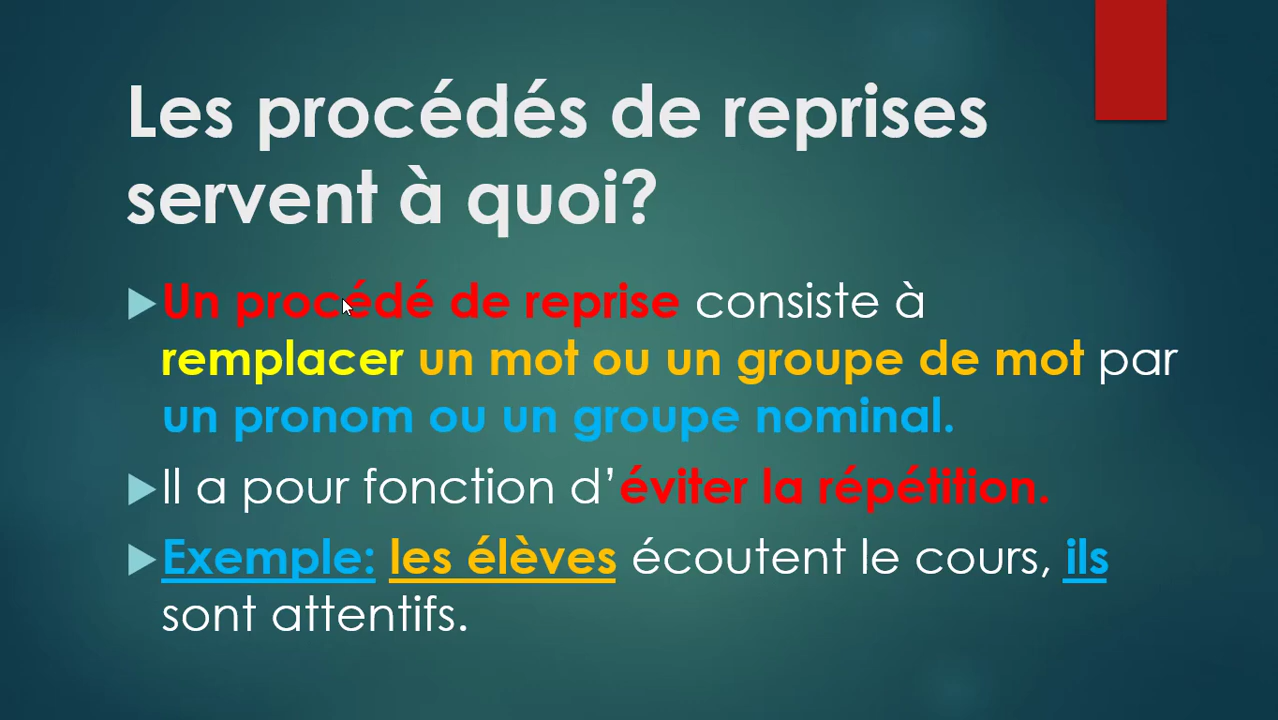 Les procédés de reprises
servent à quoi?
Un procédé de reprise consiste à
remplacer un mot ou un groupe de mot par
un pronom ou un groupe nominal.
Il a pour fonction d’éviter la répétition.
Exemple: les élèves écoutent le cours, ils
sont attentifs.